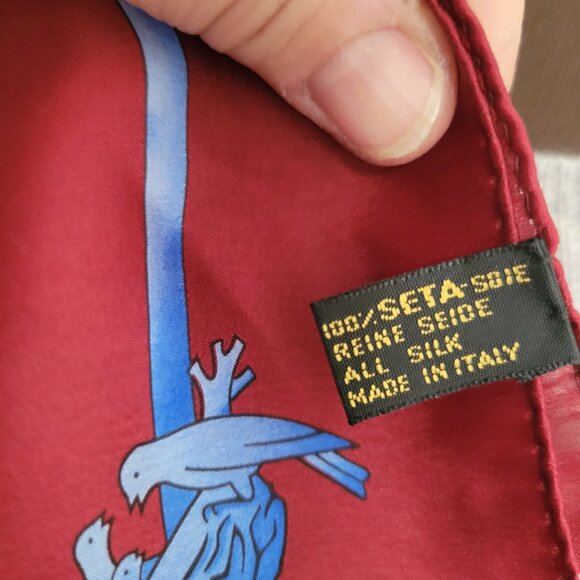 100% SETA-SOIE
REINE SEIDE
ALL SILK
MADE IN ITALY